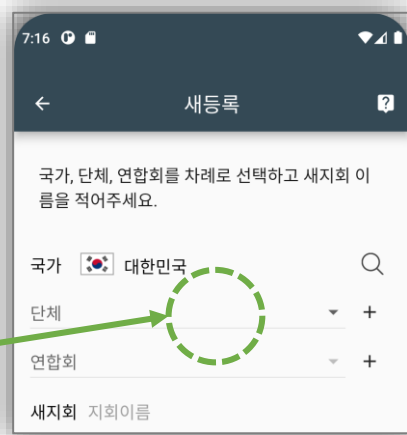 7:16
새등록
국가, 단체, 연합회를 차례로 선택하고 새지회 이
름을 적어주세요.
국가 대한민국
단체
연합회
새지회 지회이름